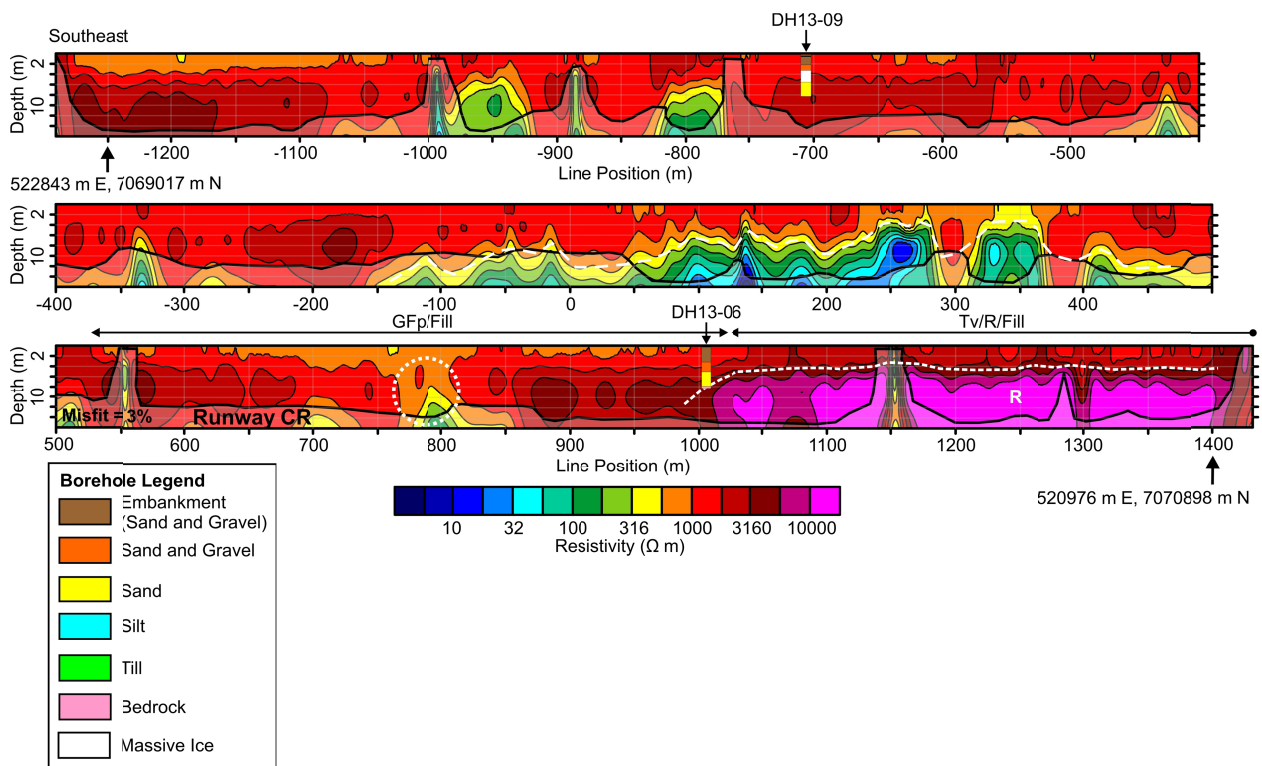 DH13-09
Southeast
Depth (m)
2
10
-1200 -1100 -1000 -900 -800 -700 -600 -500
Line Position (m)
522843 m E, 7069017 m N
Depth (m)
2
10
-400 -300 -200 -100 0 200 300 400
DH13-06
GFp/Fill Tv/R/Fill
Depth (m)
2
10
Misfit = 3% Runway CR R
500 600 700 800 900 1000 1100 1200 1300 1400
Line Position (m)
520976 m E, 7070898 m N
Borehole Legend
Embankment
(Sand and Gravel)
Sand and Gravel
Sand
Silt
Till
Bedrock
Massive Ice
10 32 100 316 1000 3160 10000
Resistivity (Ω m)